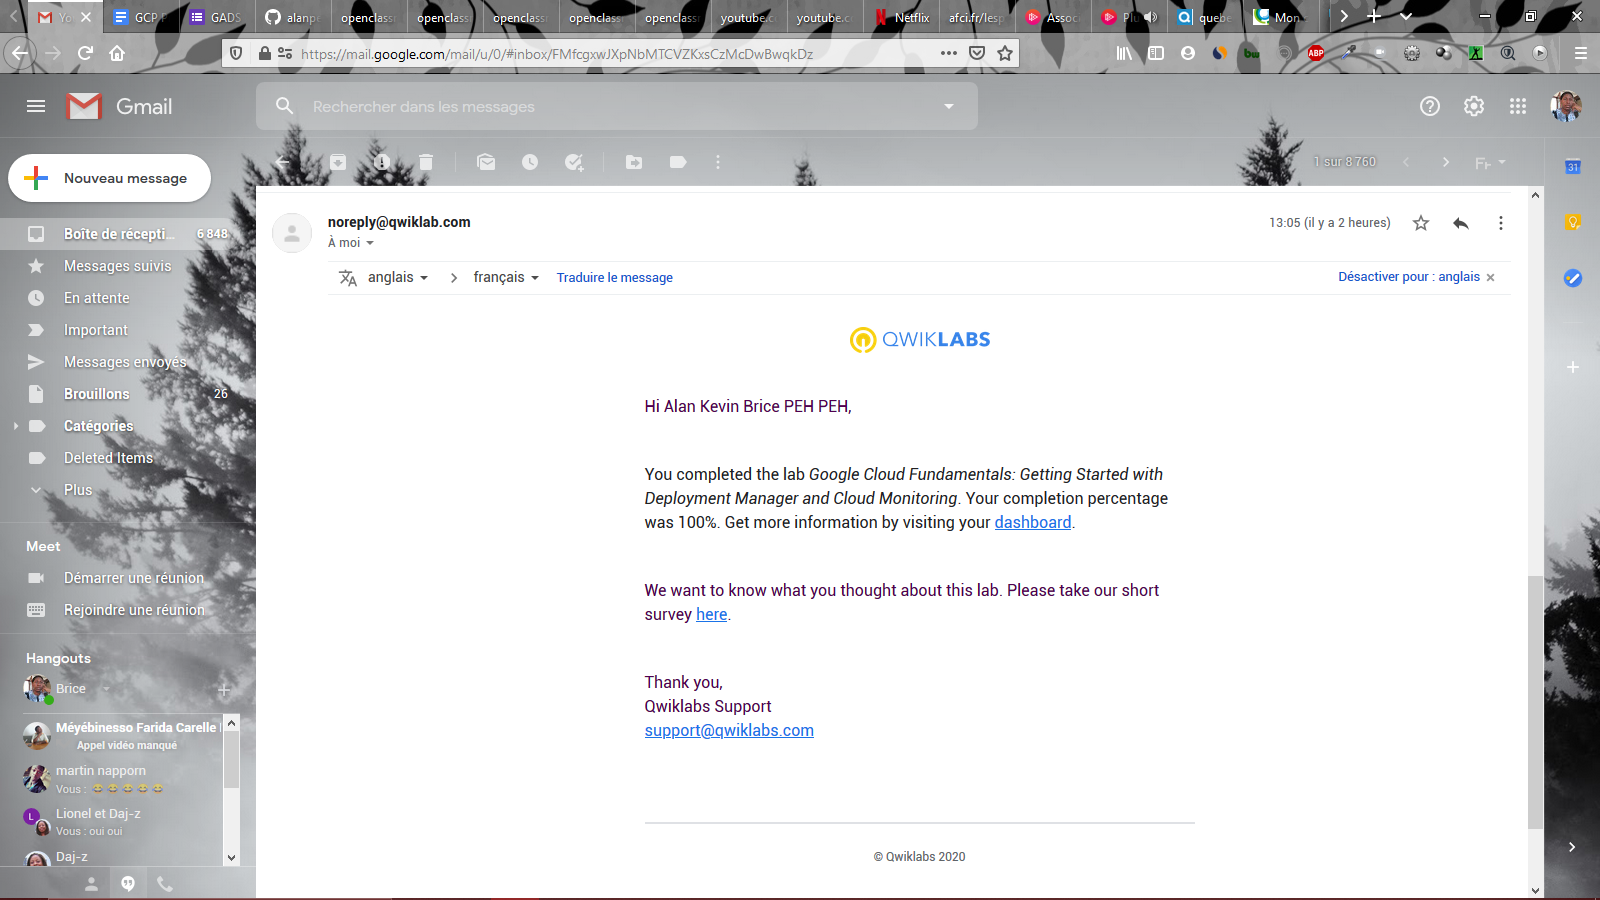 Yo
GCP F
GADS
alanpe
openclass
openclass
openclass
openclass
openclass
youtube.c
youtube.c
Netflix
afci.fr/lesp
Assoc
Plu
quebe
Mon
https://mail.google.com/mail/u/0/#inbox/FMfcgxwJXpNbMTCVZKxsCzMcDwBwqkDz
Gmail
Rechercher dans les messages
Nouveau message
1 sur 8 760
Boîte de récepti... 6 848
Messages suivis
En attente
Important
Messages envoyés
Brouillons 26
Catégories
Deleted Items
Plus
Meet
Démarrer une réunion
Rejoindre une réunion
Hangouts
Brice
Méyébinesso Farida Carelle
Appel vidéo manqué
martin napporn
Vous :
Lionel et Daj-z
Vous : oui oui
Daj-z
noreply@qwiklab.com
13:05 (il y a 2 heures)
À moi
anglais
français
Traduire le message
Désactiver pour : anglais
QWIKLABS
Hi Alan Kevin Brice PEH PEH,
You completed the lab Google Cloud Fundamentals: Getting Started with
Deployment Manager and Cloud Monitoring. Your completion percentage
was 100%. Get more information by visiting your dashboard.
We want to know what you thought about this lab. Please take our short
survey here.
Thank you,
Qwiklabs Support
support@qwiklabs.com
© Qwiklabs 2020
31
ABP
bw
L